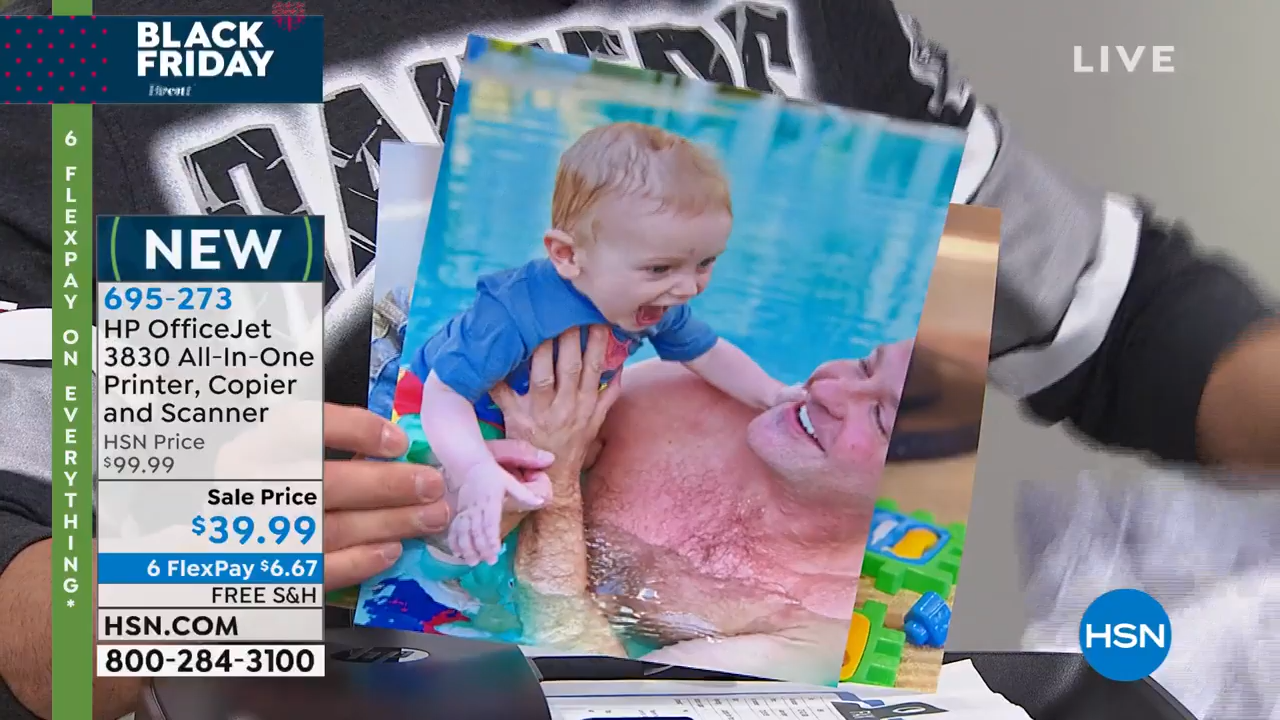 BLACK
FRIDAY
LIVE
6 FLEXPAY ON EVERYTHING*
NEW
695-273
HP OfficeJet
3830 All-In-One
Printer, Copier
and Scanner
HSN Price
$99.99
Sale Price
$39.99
6 FlexPay $6.67
FREE S&H
HSN.COM
800-284-3100
HSN